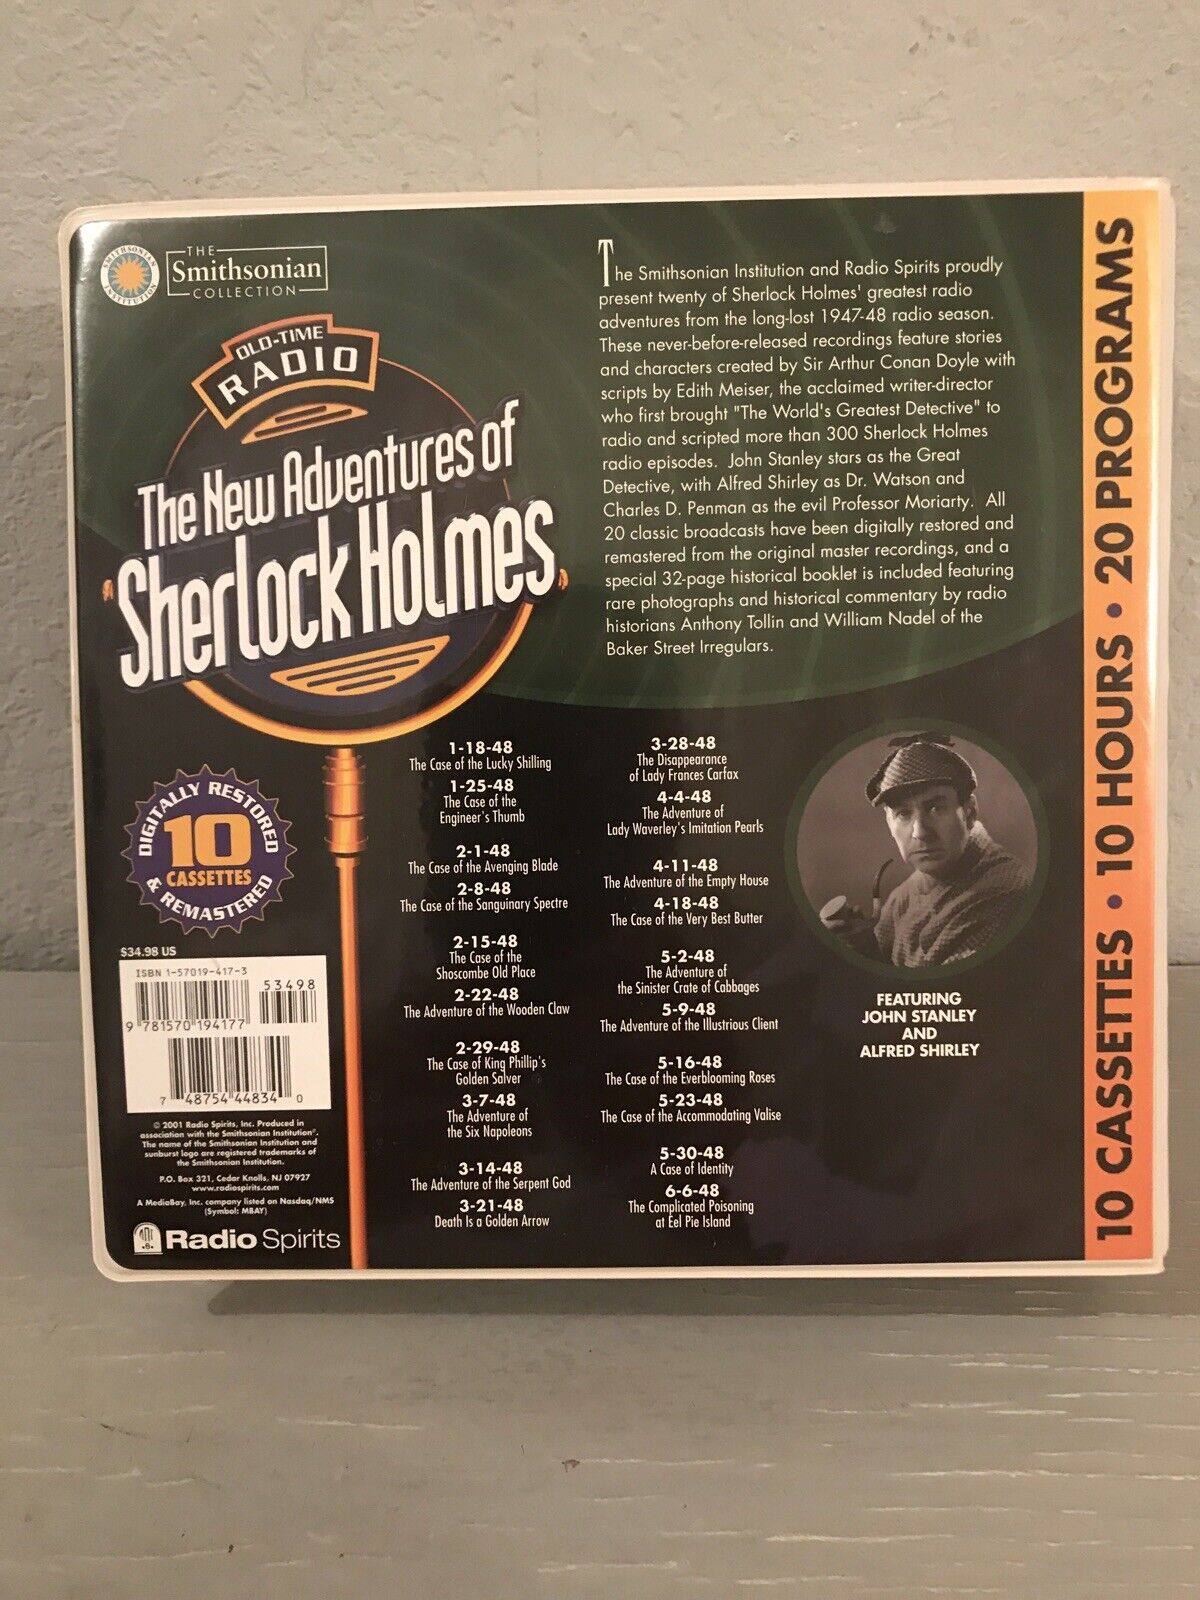 SMITHSONIAN INSTITUTION
THE
Smithsonian
COLLECTION
OLD-TIME
RADIO
The New Adventures of
Sherlock Holmes
The Smithsonian Institution and Radio Spirits proudly
present twenty of Sherlock Holmes' greatest radio
adventures from the long-lost 1947-48 radio season.
These never-before-released recordings feature stories
and characters created by Sir Arthur Conan Doyle with
scripts by Edith Meiser, the acclaimed writer-director
who first brought "The World's Greatest Detective" to
radio and scripted more than 300 Sherlock Holmes
radio episodes. John Stanley stars as the Great
Detective, with Alfred Shirley as Dr. Watson and
Charles D. Penman as the evil Professor Moriarty. All
20 classic broadcasts have been digitally restored and
remastered from the original master recordings, and a
special 32-page historical booklet is included featuring
rare photographs and historical commentary by radio
historians Anthony Tollin and William Nadel of the
Baker Street Irregulars.
DIGITALLY RESTORED
10
CASSETTES
& REMASTERED
1-18-48
The Case of the Lucky Shilling
1-25-48
The Case of the
Engineer's Thumb
2-1-48
The Case of the Avenging Blade
2-8-48
The Case of the Sanguinary Spectre
2-15-48
The Case of the
Shoscombe Old Place
2-22-48
The Adventure of the Wooden Claw
2-29-48
The Case of King Phillip's
Golden Salver
3-7-48
The Adventure of
the Six Napoleons
3-14-48
The Adventure of the Serpent God
3-21-48
Death Is a Golden Arrow
3-28-48
The Disappearance
of Lady Frances Carfax
4-4-48
The Adventure of
Lady Waverley's Imitation Pearls
4-11-48
The Adventure of the Empty House
4-18-48
The Case of the Very Best Butter
5-2-48
The Adventure of
the Sinister Crate of Cabbages
5-9-48
The Adventure of the Illustrious Client
5-16-48
The Case of the Everblooming Roses
5-23-48
The Case of the Accommodating Valise
5-30-48
A Case of Identity
6-6-48
The Complicated Poisoning
at Eel Pie Island
FEATURING
JOHN STANLEY
AND
ALFRED SHIRLEY
$34.98 US
ISBN 1-57019-417-3
53498
9 781570 194177
7 48754 44834 0
© 2001 Radio Spirits, Inc. Produced in
association with the Smithsonian Institution®.
The name of the Smithsonian Institution and
sunburst logo are registered trademarks of
the Smithsonian Institution.
P.O. Box 321, Cedar Knolls, NJ 07927
www.radiospirits.com
A MediaBay, Inc. company listed on Nasdaq/NMS
(Symbol: MBAY)
Radio Spirits
10 CASSETTES • 10 HOURS • 20 PROGRAMS